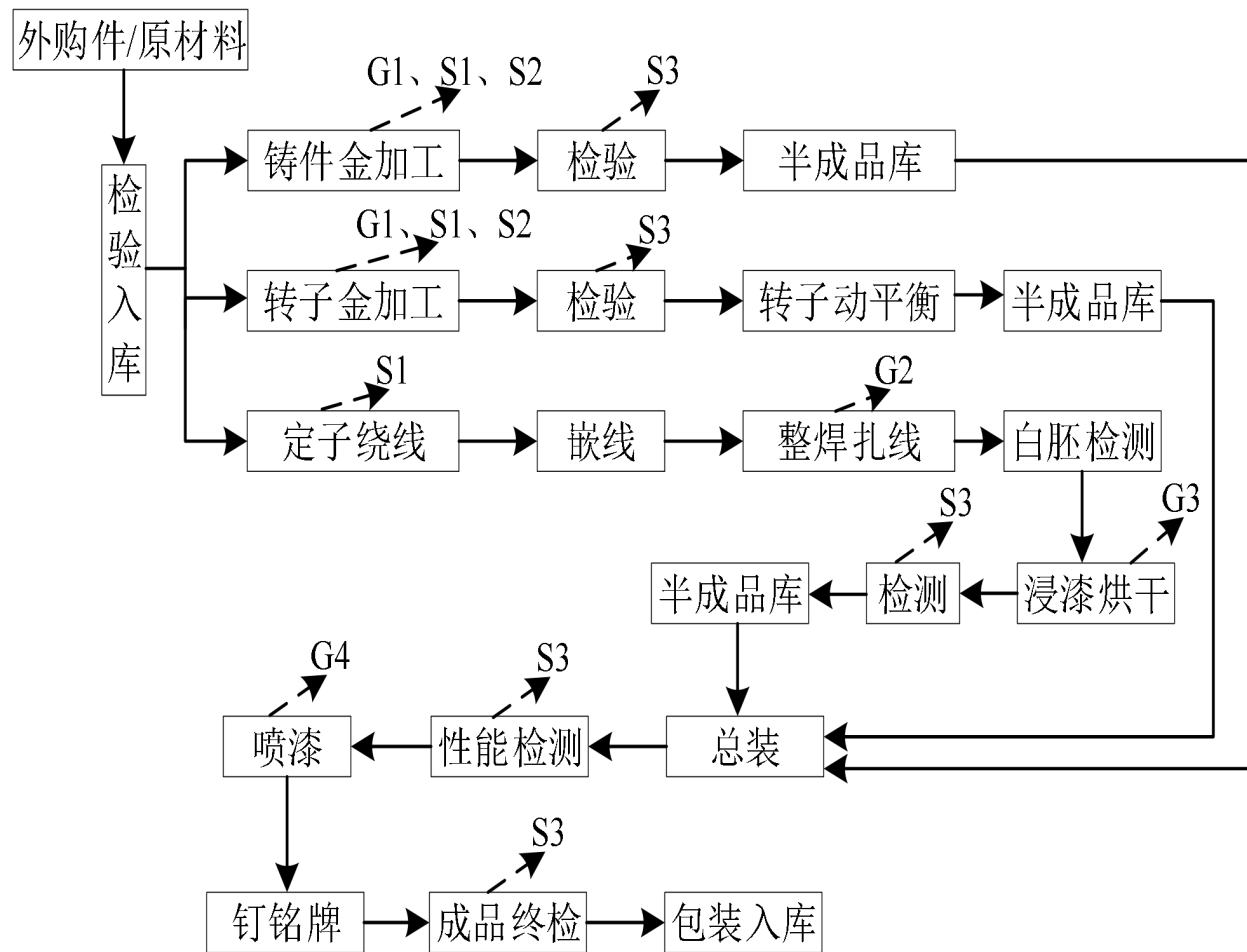 外购件/原材料
G1、S1、S2
S3
铸件金加工
检验
半成品库
检验入库
G1、S1、S2
S3
转子金加工
检验
转子动平衡
半成品库
S1
G2
定子绕线
嵌线
整焊扎线
白胚检测
S3
G3
半成品库
检测
浸漆烘干
G4
S3
喷漆
性能检测
总装
S3
钉铭牌
成品终检
包装入库